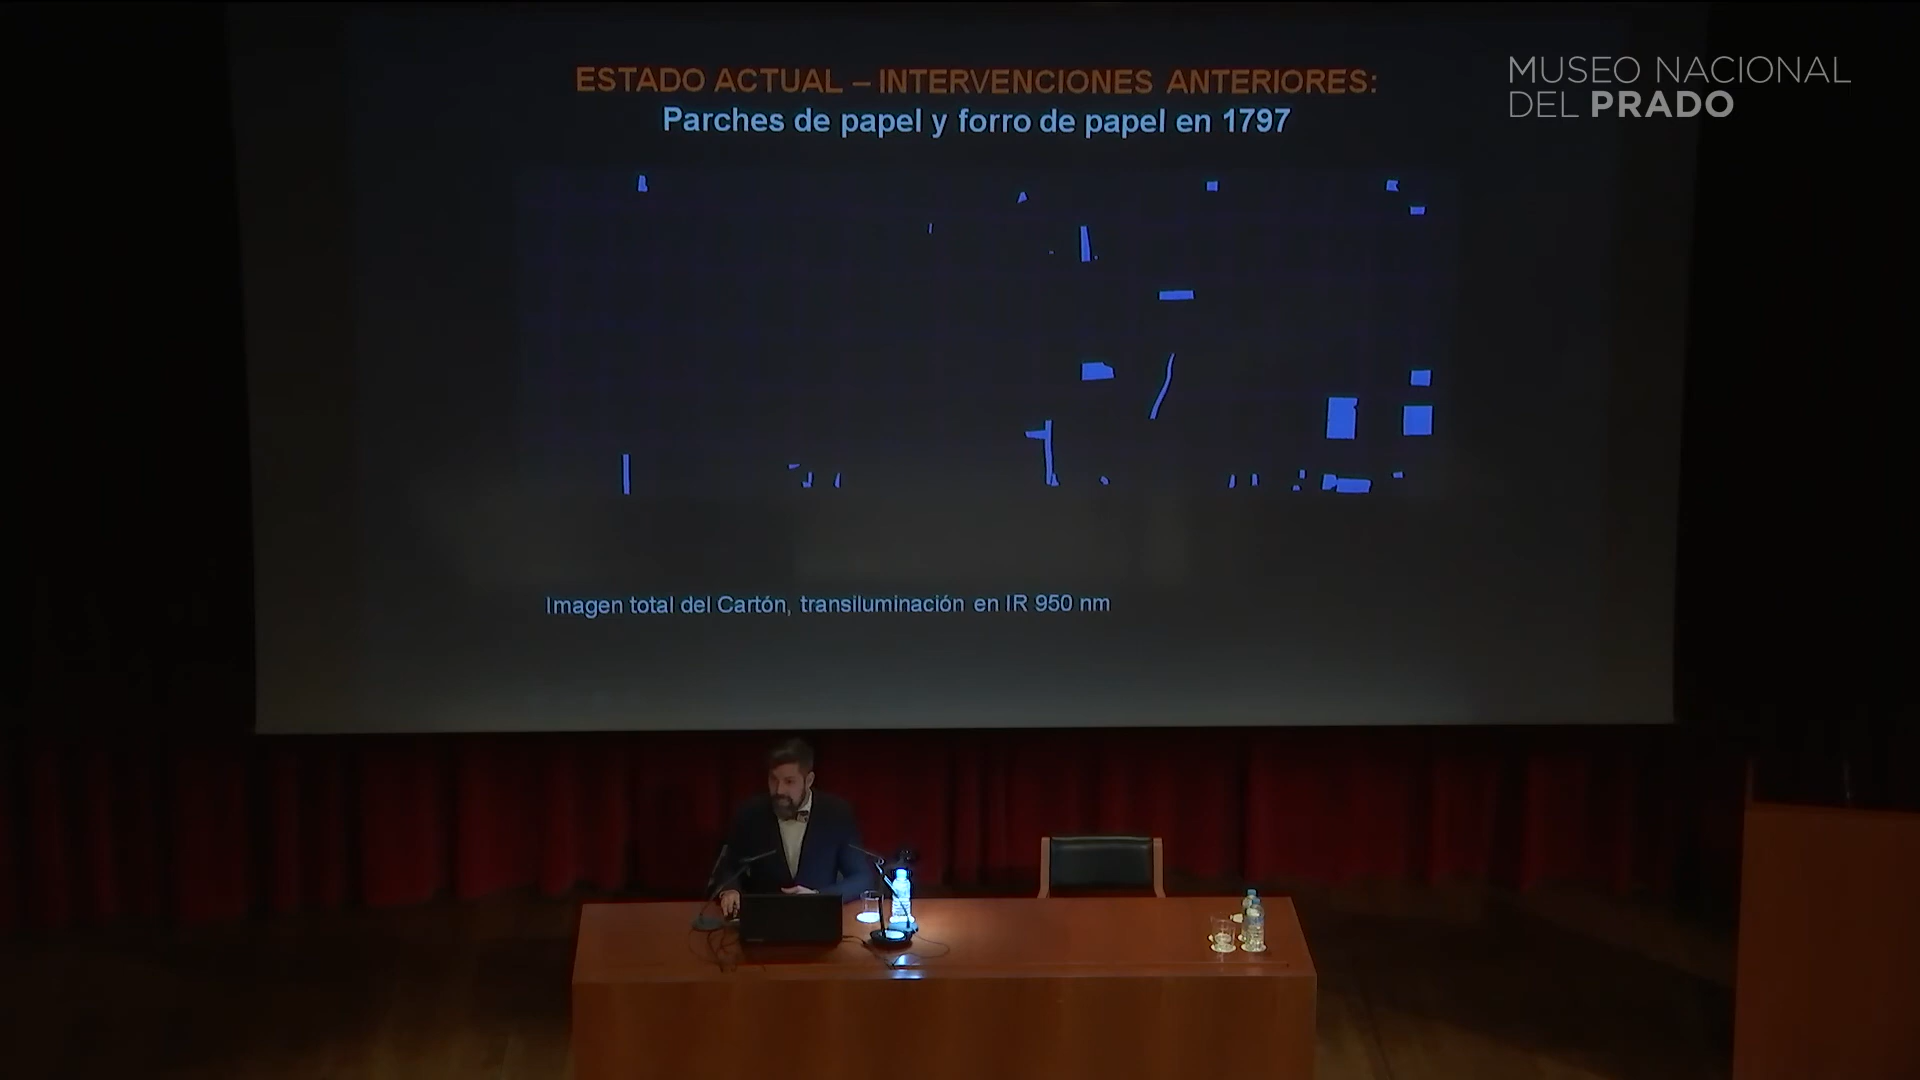 ESTADO ACTUAL – INTERVENCIONES ANTERIORES:
Parches de papel y forro de papel en 1797
MUSEO NACIONAL
DEL PRADO
Imagen total del Cartón, transiluminación en IR 950 nm